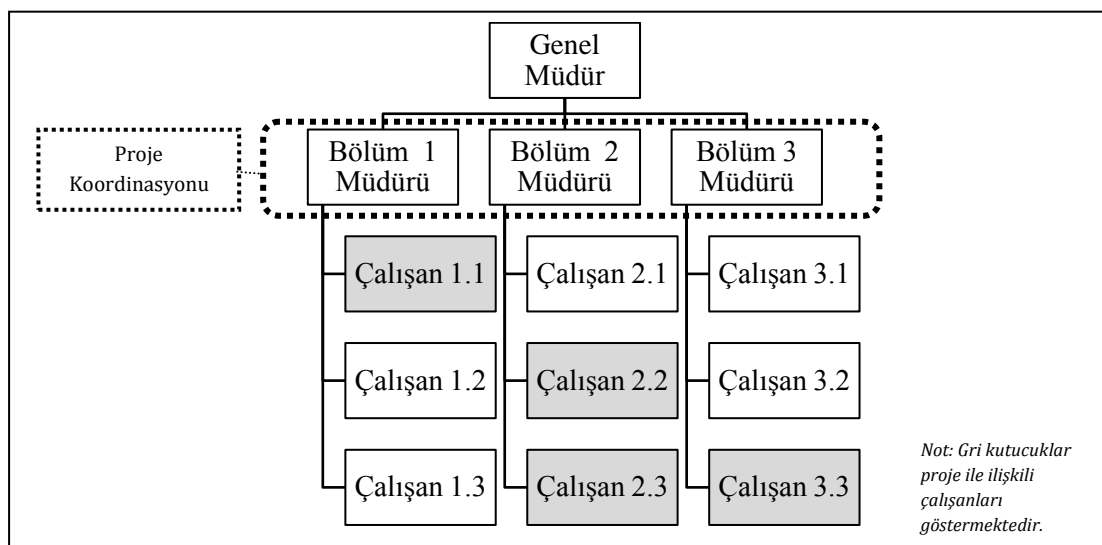 Genel
Müdür
Proje
Koordinasyonu
Bölüm 1
Müdürü
Bölüm 2
Müdürü
Bölüm 3
Müdürü
Çalışan 1.1
Çalışan 2.1
Çalışan 3.1
Çalışan 1.2
Çalışan 2.2
Çalışan 3.2
Çalışan 1.3
Çalışan 2.3
Çalışan 3.3
Not: Gri kutucuklar
proje ile ilişkili
çalışanları
göstermektedir.